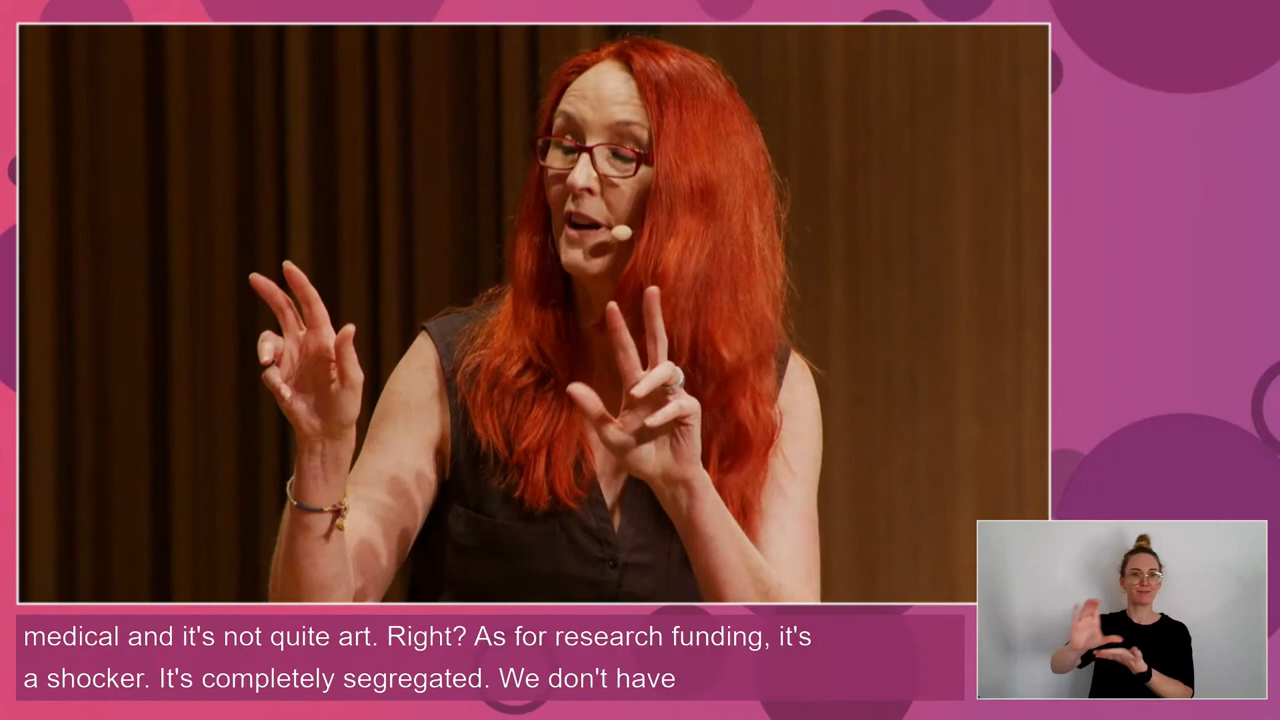 medical and it's not quite art. Right? As for research funding, it's
a shocker. It's completely segregated. We don't have